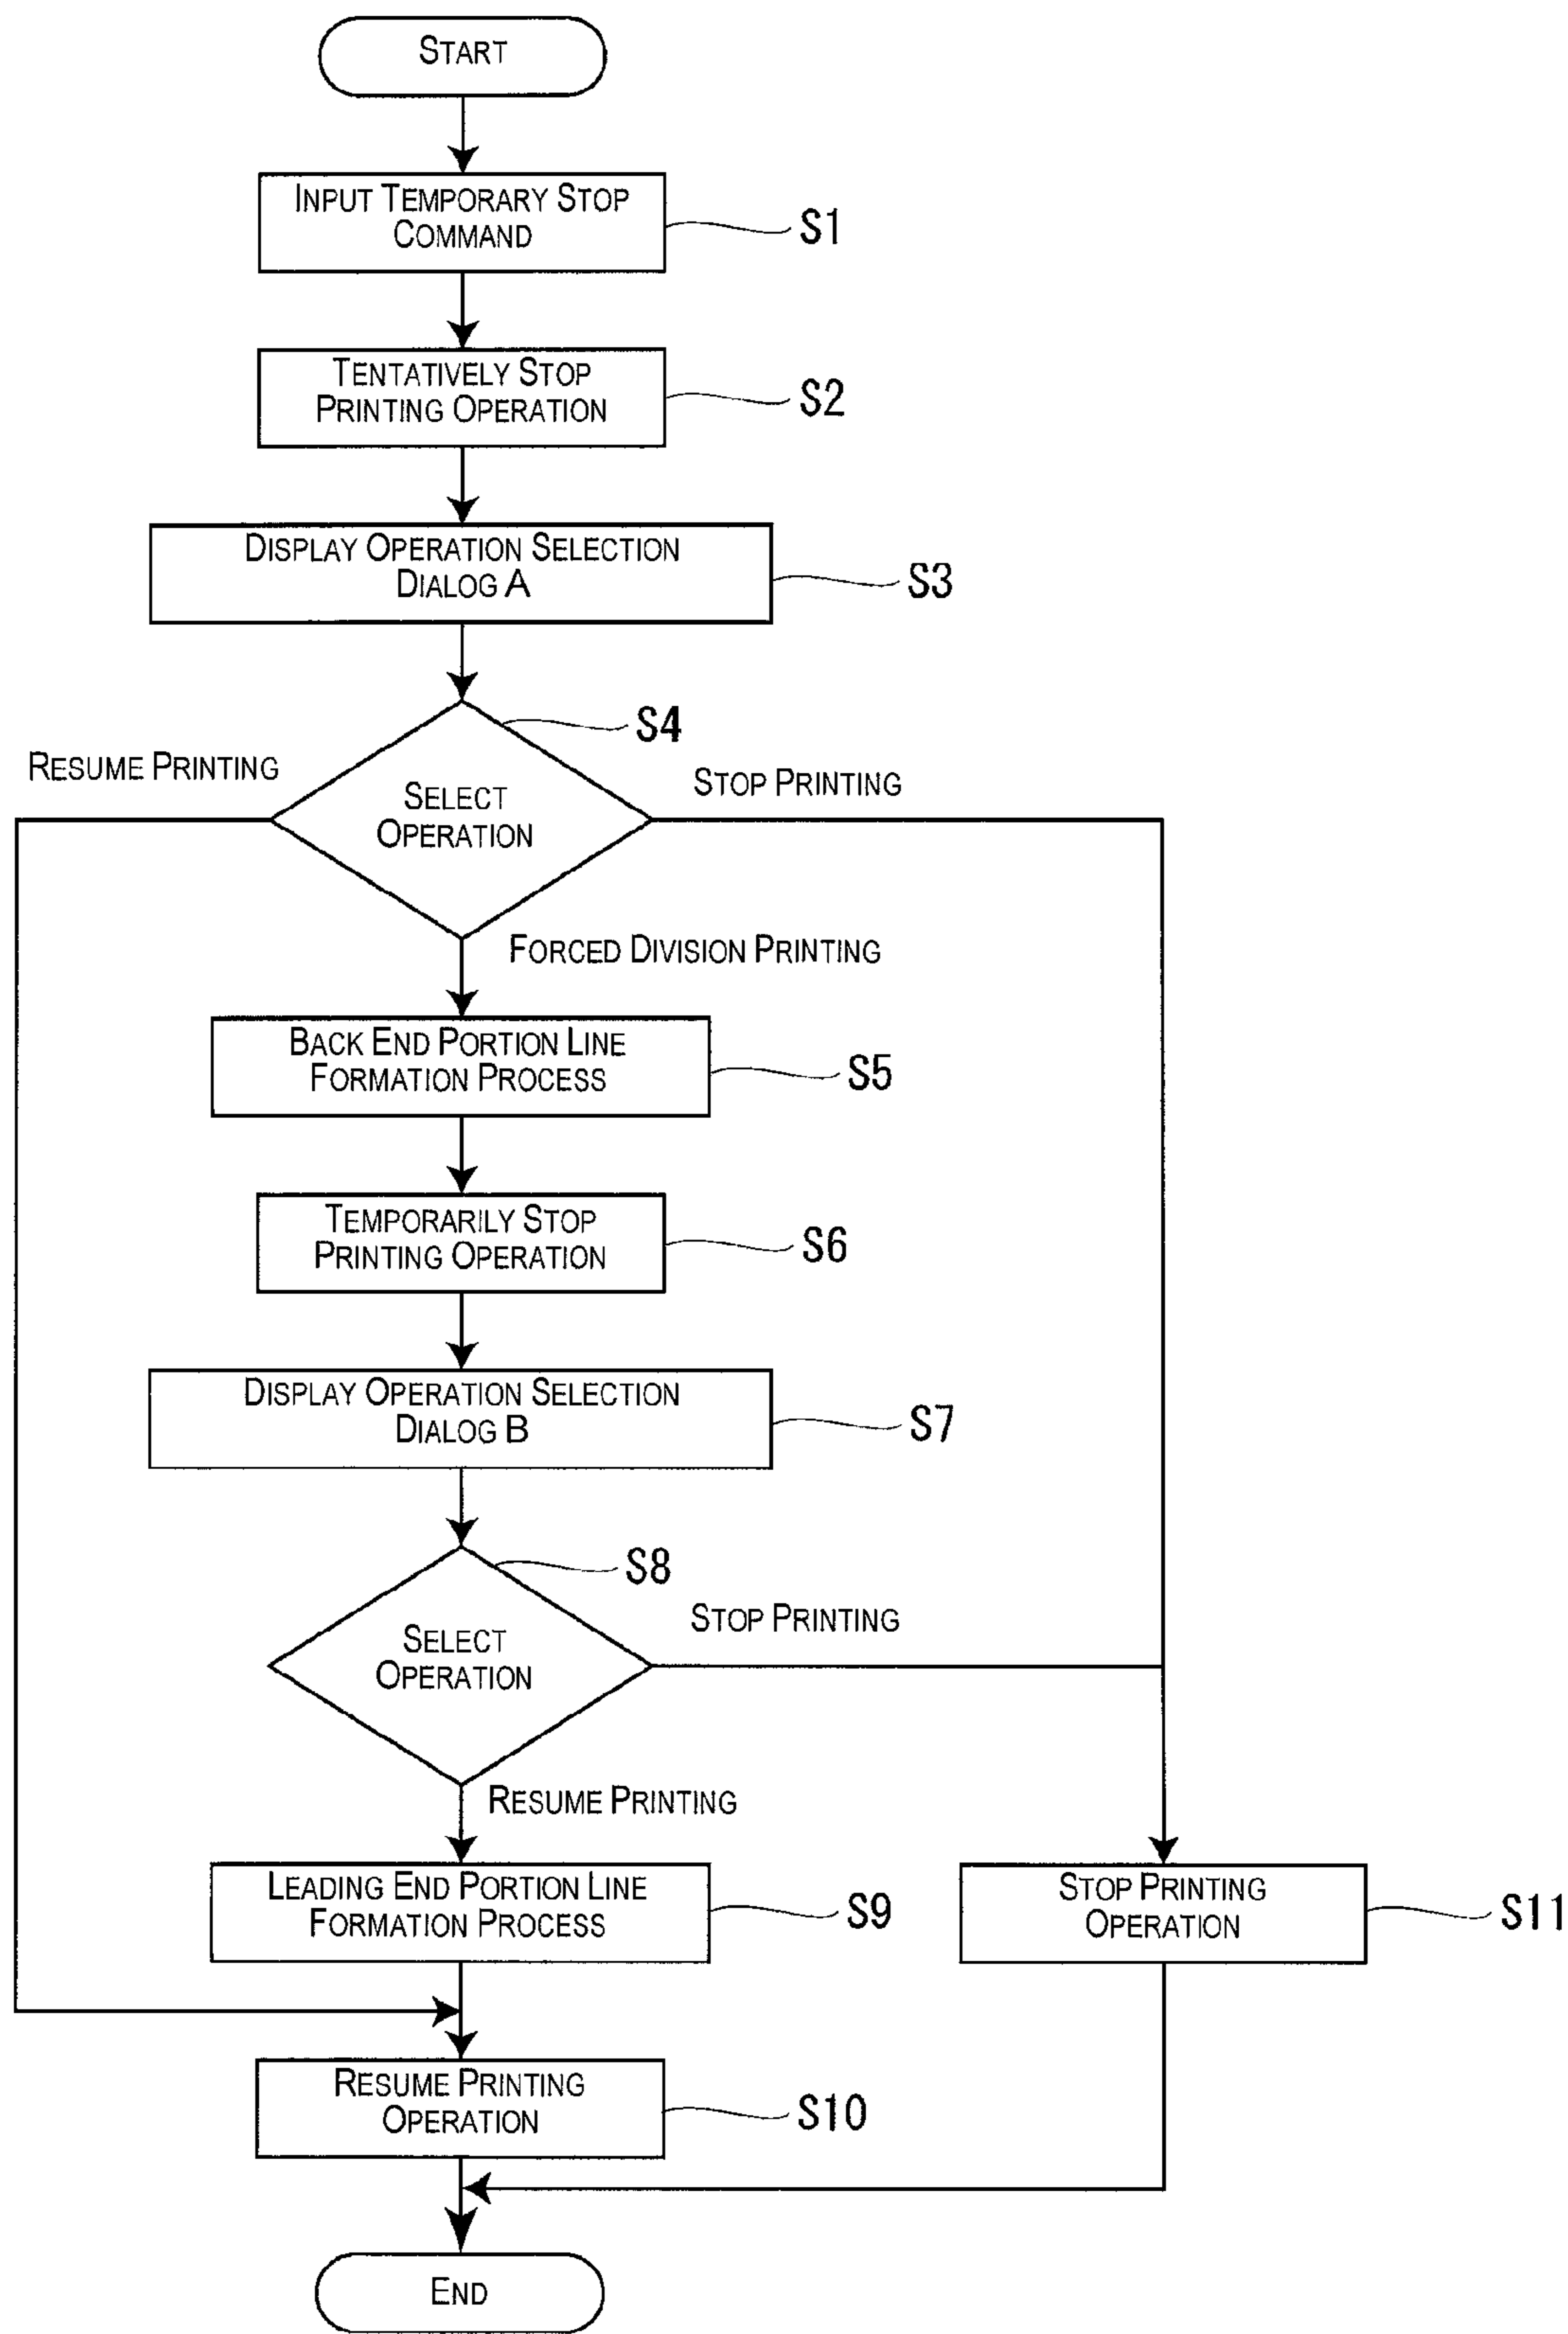 START
INPUT TEMPORARY STOP
COMMAND
S1
TENTATIVELY STOP
PRINTING OPERATION
S2
DISPLAY OPERATION SELECTION
DIALOG A
S3
S4
RESUME PRINTING
STOP PRINTING
SELECT
OPERATION
FORCED DIVISION PRINTING
BACK END PORTION LINE
FORMATION PROCESS
S5
TEMPORARILY STOP
PRINTING OPERATION
S6
DISPLAY OPERATION SELECTION
DIALOG B
S7
S8
STOP PRINTING
SELECT
OPERATION
RESUME PRINTING
LEADING END PORTION LINE
FORMATION PROCESS
S9
STOP PRINTING
OPERATION
S11
RESUME PRINTING
OPERATION
S10
END